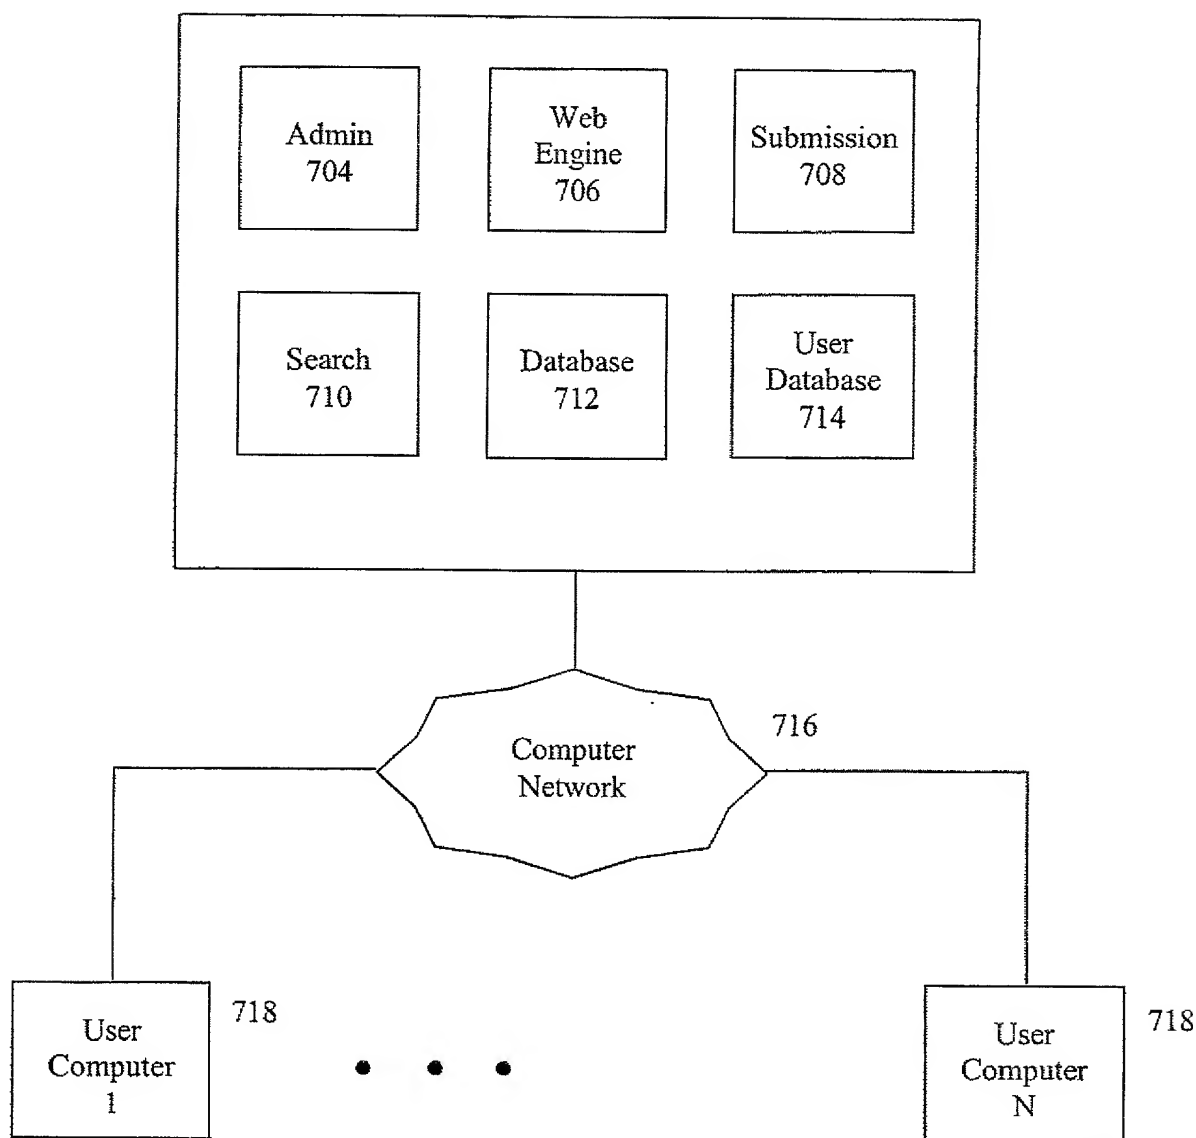 Admin
704
Web
Engine
706
Submission
708
Search
710
Database
712
User
Database
714
716
Computer
Network
User
Computer
1
718
User
Computer
N
718